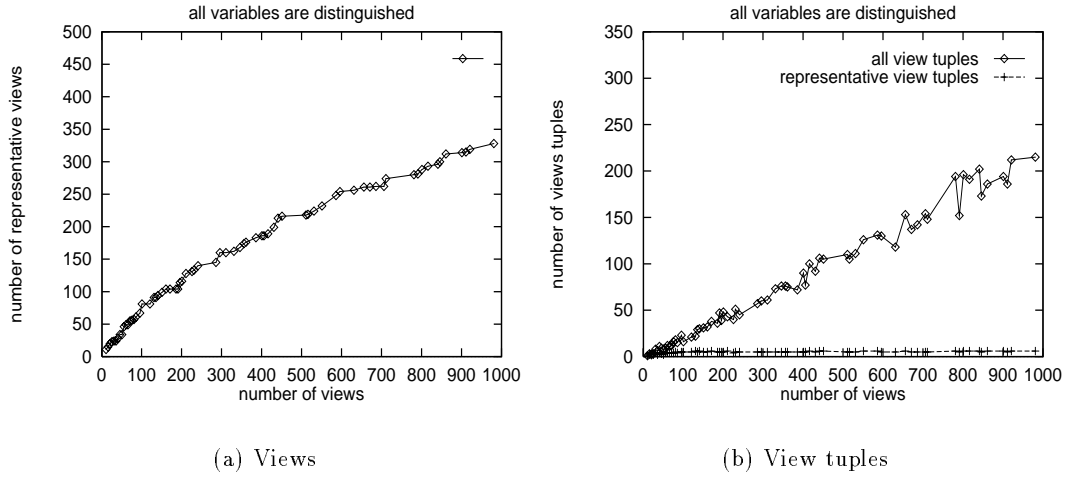 all variables are distinguished
500
450
400
350
300
250
200
150
100
50
0
0 100 200 300 400 500 600 700 800 900 1000
number of representative views
number of views
(a) Views
all variables are distinguished
350
300
250
200
150
100
50
0
0 100 200 300 400 500 600 700 800 900 1000
number of views tuples
number of views
all view tuples
representative view tuples
(b) View tuples